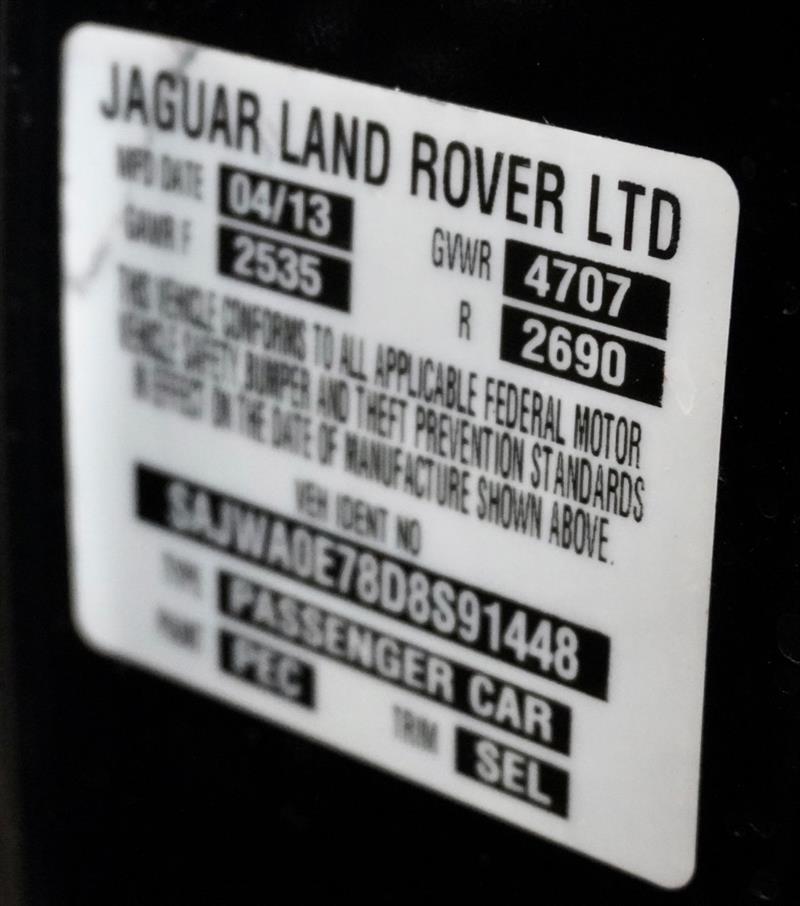 JAGUAR LAND ROVER LTD
MFD DATE 04/13 GVWR 4707
GAWR F 2535 R 2690
THIS VEHICLE CONFORMS TO ALL APPLICABLE FEDERAL MOTOR
VEHICLE SAFETY, BUMPER AND THEFT PREVENTION STANDARDS
IN EFFECT ON THE DATE OF MANUFACTURE SHOWN ABOVE.
VEH IDENT NO
SAJWA0E78D8S91448
TYPE PASSENGER CAR
PAINT PEC TRIM SEL